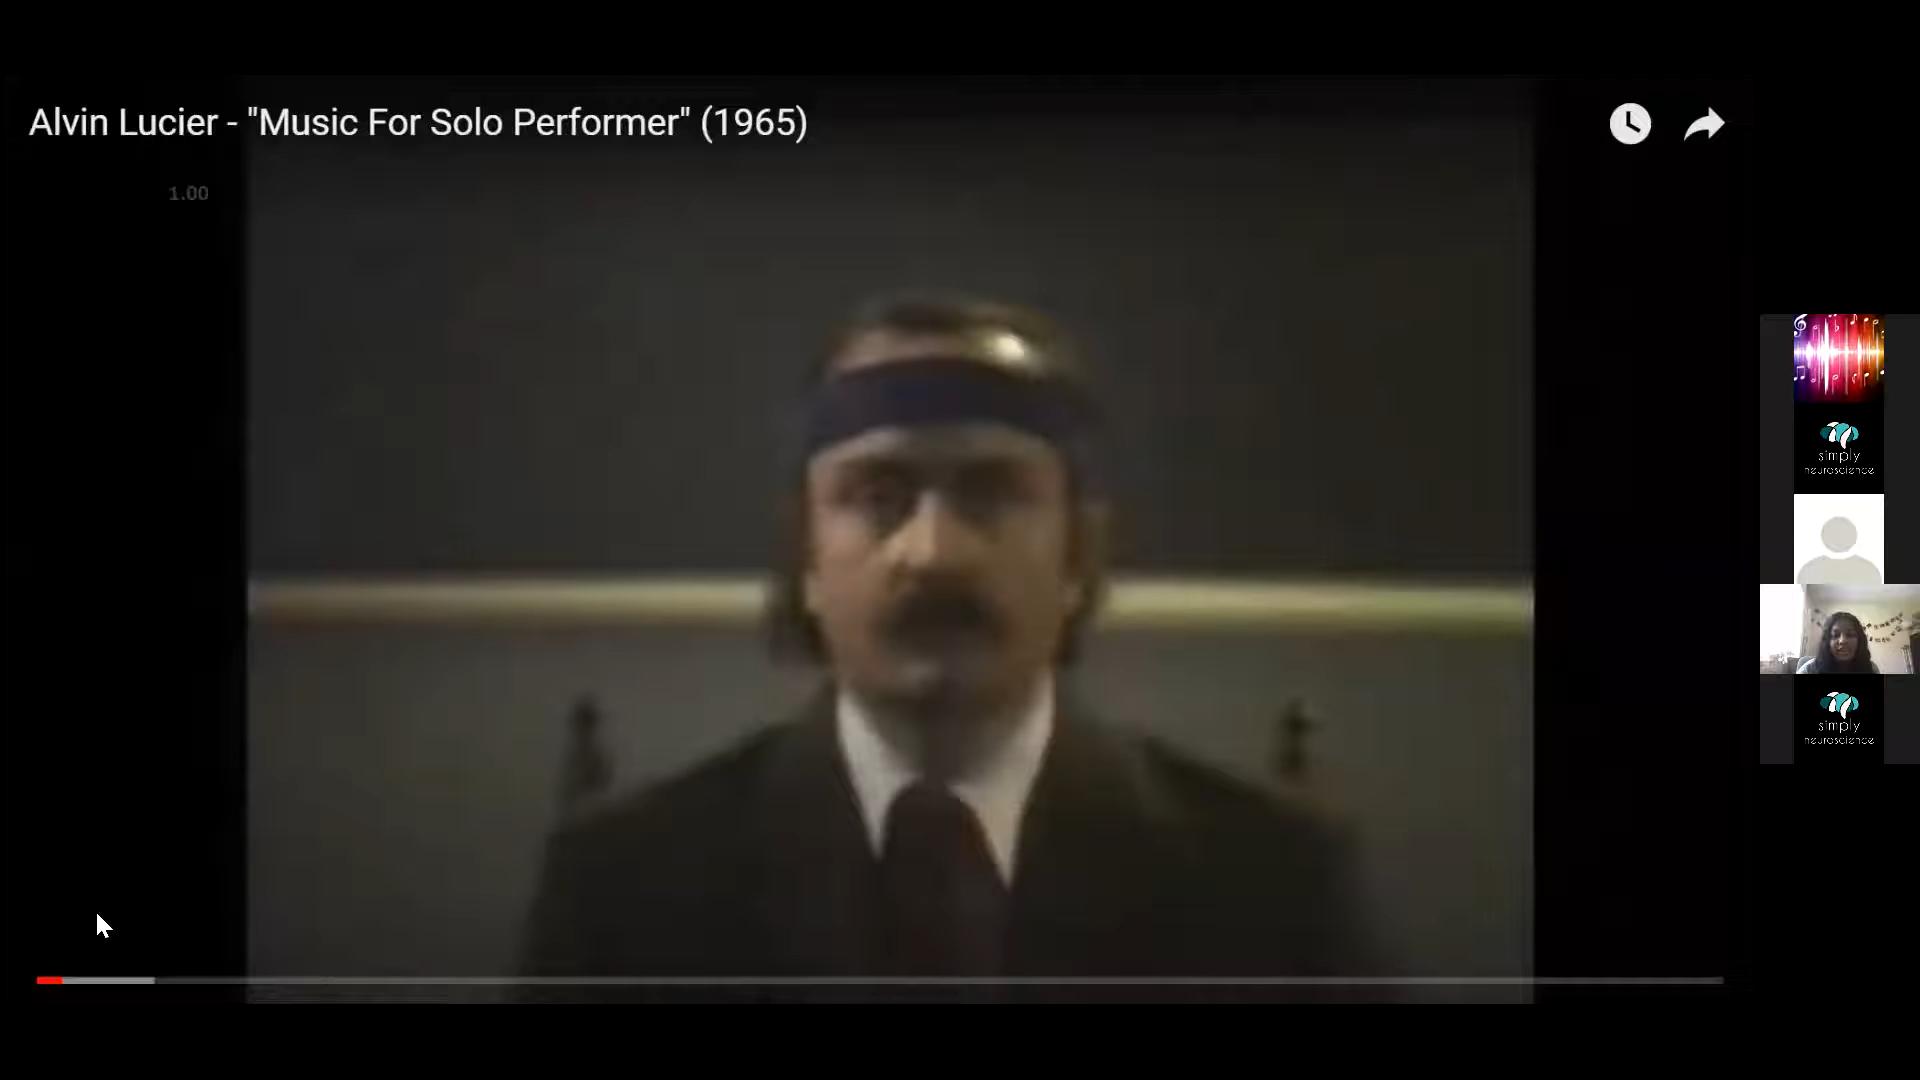 Alvin Lucier - "Music For Solo Performer" (1965)
1.00
simply
neuroscience
simply
neuroscience